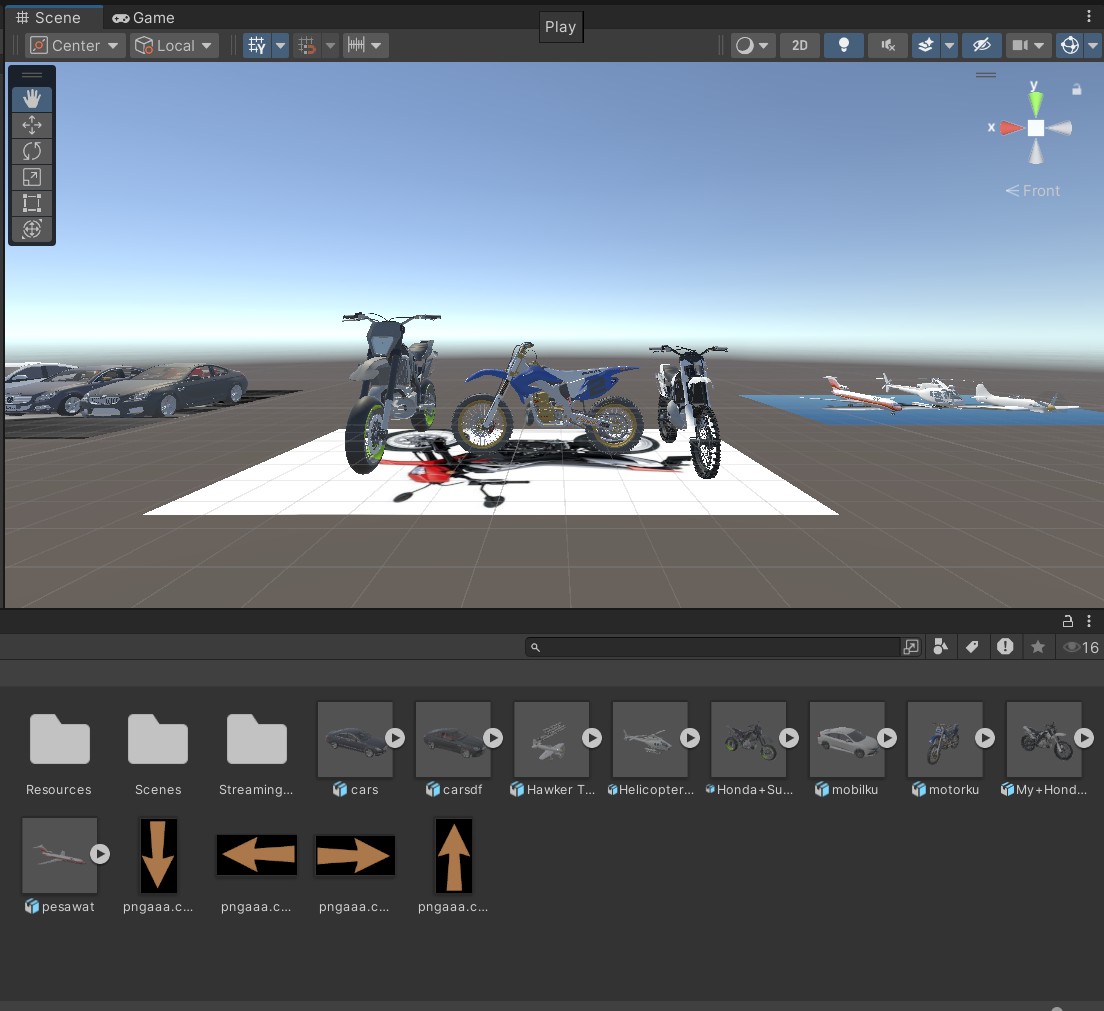 Scene Game
Play
Center Local 2D
y
x
Front
16
Resources Scenes Streaming... cars carsdf Hawker T... Helicopter... Honda+Su... mobilku motorku My+Hond...
pesawat pngaaa.c... pngaaa.c... pngaaa.c... pngaaa.c...